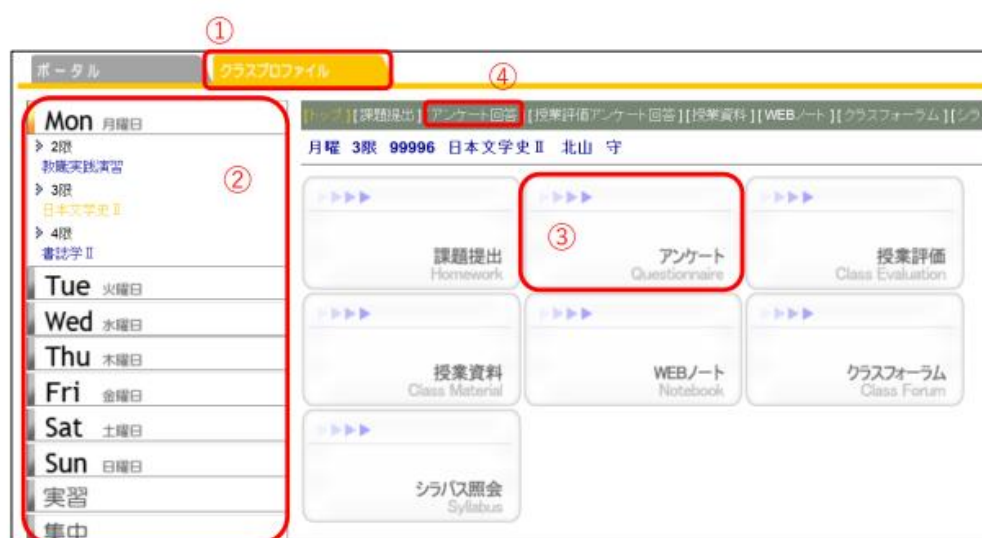 ①
ポータル
クラスプロファイル
④
[トップ][課題提出][アンケート回答][授業評価アンケート回答][授業資料][WEBノート][クラスフォーラム][シラ
月曜 3限 99996 日本文学史Ⅱ 北山 守
Mon 月曜日
2限
教職実践演習
②
3限
日本文学史Ⅱ
4限
書誌学Ⅱ
Tue 火曜日
Wed 水曜日
Thu 木曜日
Fri 金曜日
Sat 土曜日
Sun 日曜日
実習
集中
課題提出
Homework
③
アンケート
Questionnaire
授業評価
Class Evaluation
授業資料
Class Material
WEBノート
Notebook
クラスフォーラム
Class Forum
シラバス照会
Syllabus